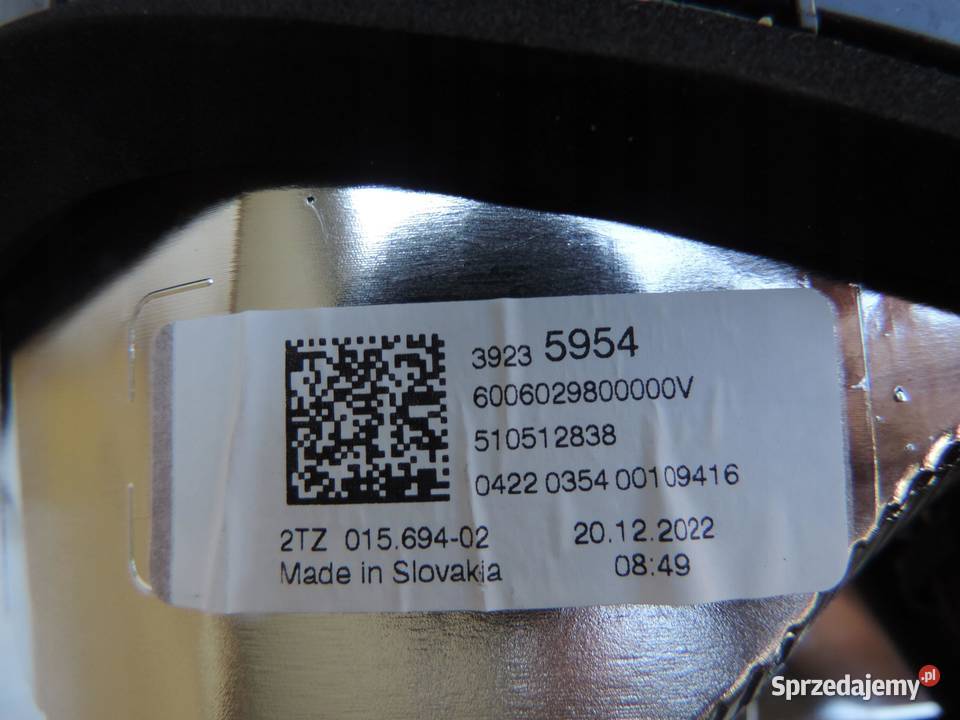 3923 5954
6006029800000V
510512838
0422 0354 00109416
2TZ 015.694-02 20.12.2022
Made in Slovakia 08:49
Sprzedajemy.pl